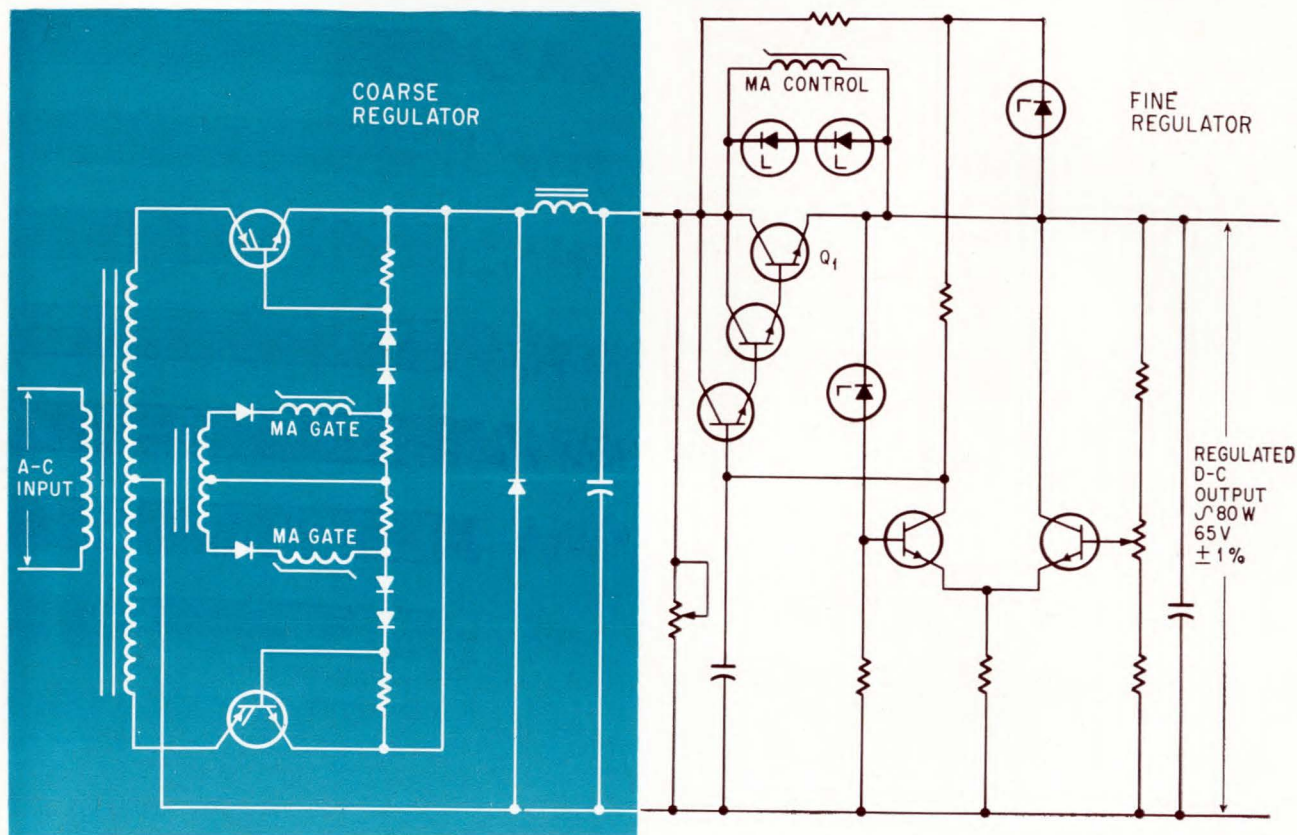 COARSE
REGULATOR
A-C
INPUT
MA GATE
MA GATE
MA CONTROL
FINE
REGULATOR
Q1
REGULATED
D-C
OUTPUT
∽ 80 W
65V
± 1%